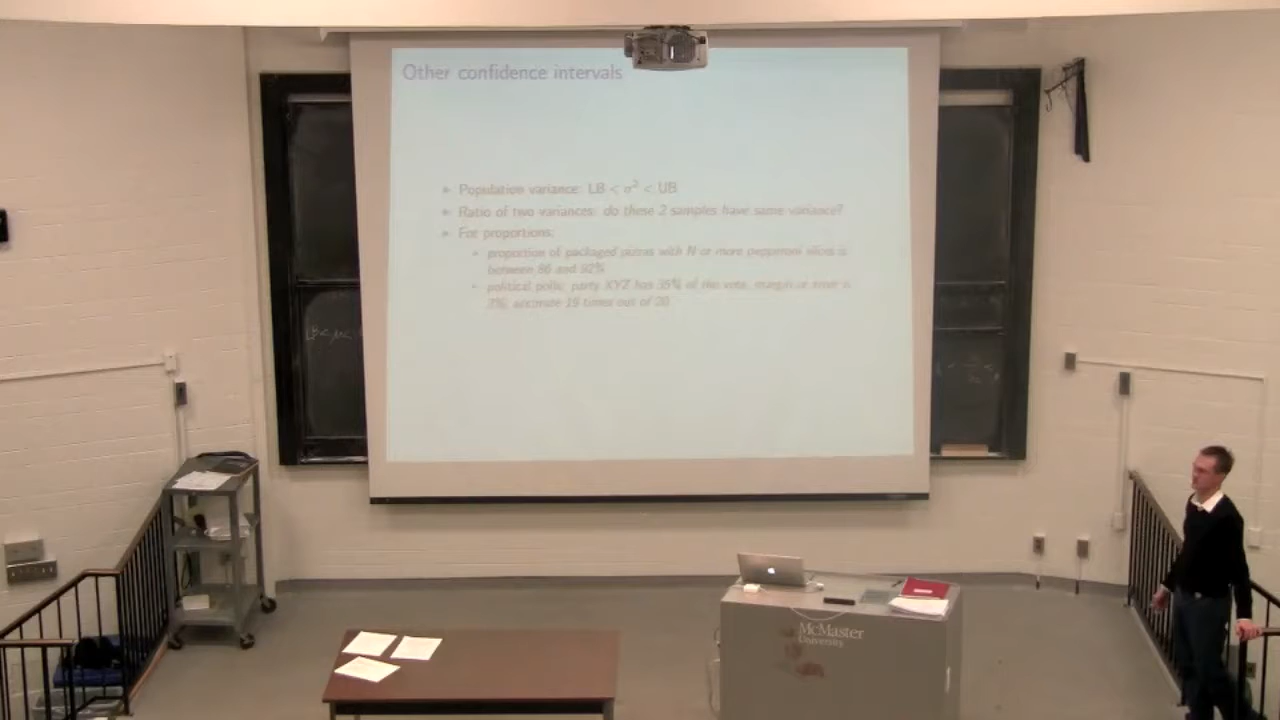 Other confidence intervals
Population variance: LB < σ² < UB
Ratio of two variances: do these 2 samples have same variance?
For proportions:
proportion of packaged pizzas with N or more pepperoni slices is
between 86 and 92%
political polls: party XYZ has 35% of the vote, margin of error is
accurate 19 times out of 20
LB <
McMaster
University